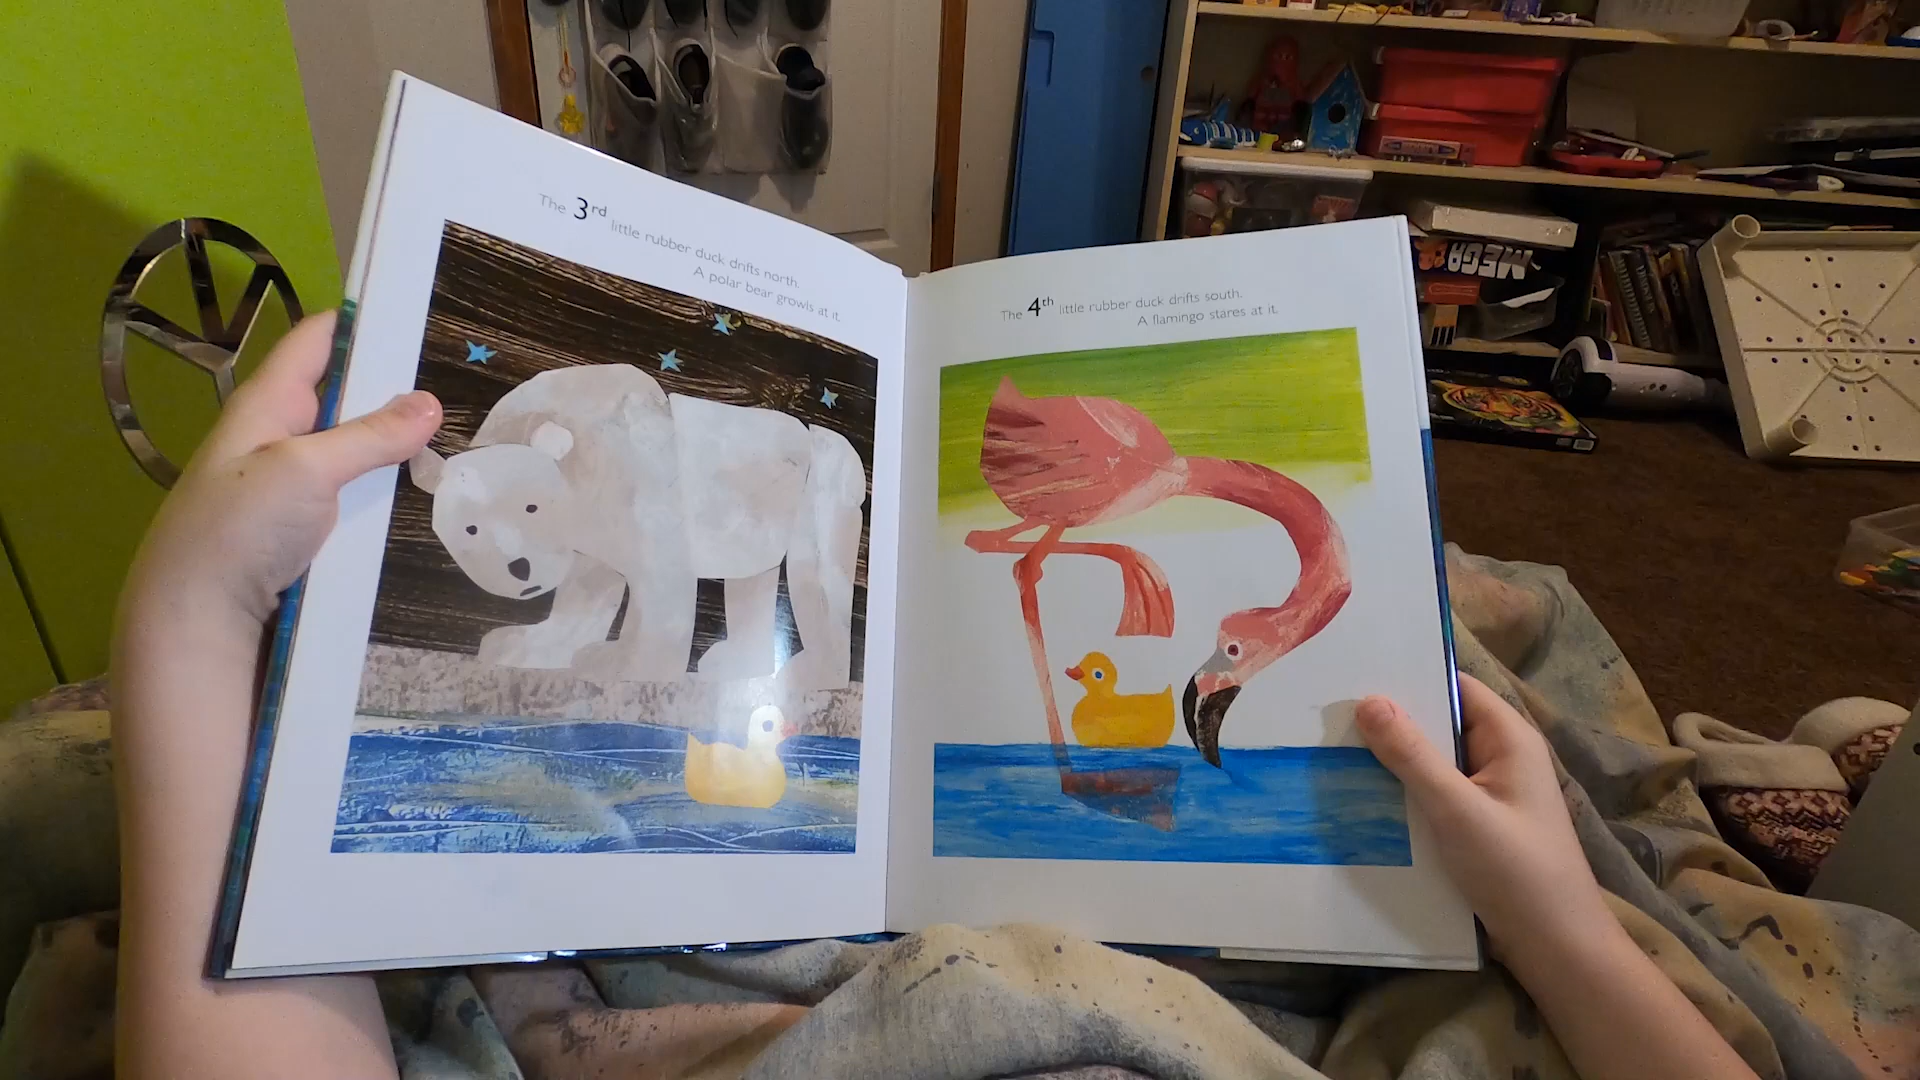 The 3rd little rubber duck drifts north.
A polar bear growls at it.
The 4th little rubber duck drifts south.
A flamingo stares at it.
MEGA